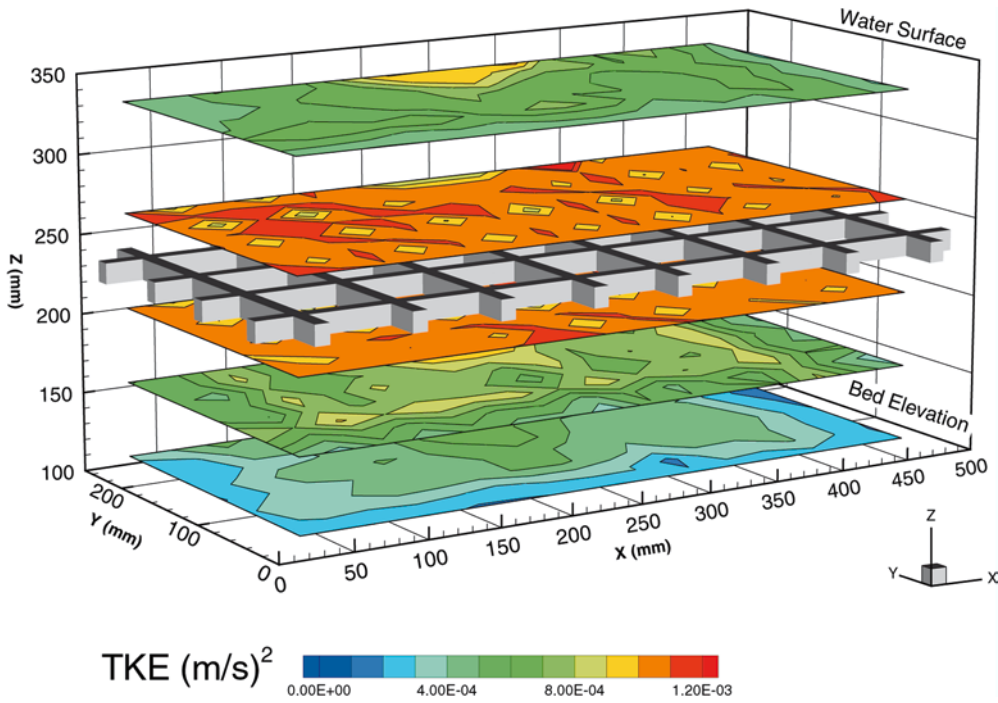 Water Surface
350
300
250
200
150
100
Z (mm)
Bed Elevation
200
100
0
Y (mm)
0
50
100
150
200
250
300
350
400
450
500
X (mm)
Z
Y
X
TKE (m/s)2
0.00E+00 4.00E-04 8.00E-04 1.20E-03